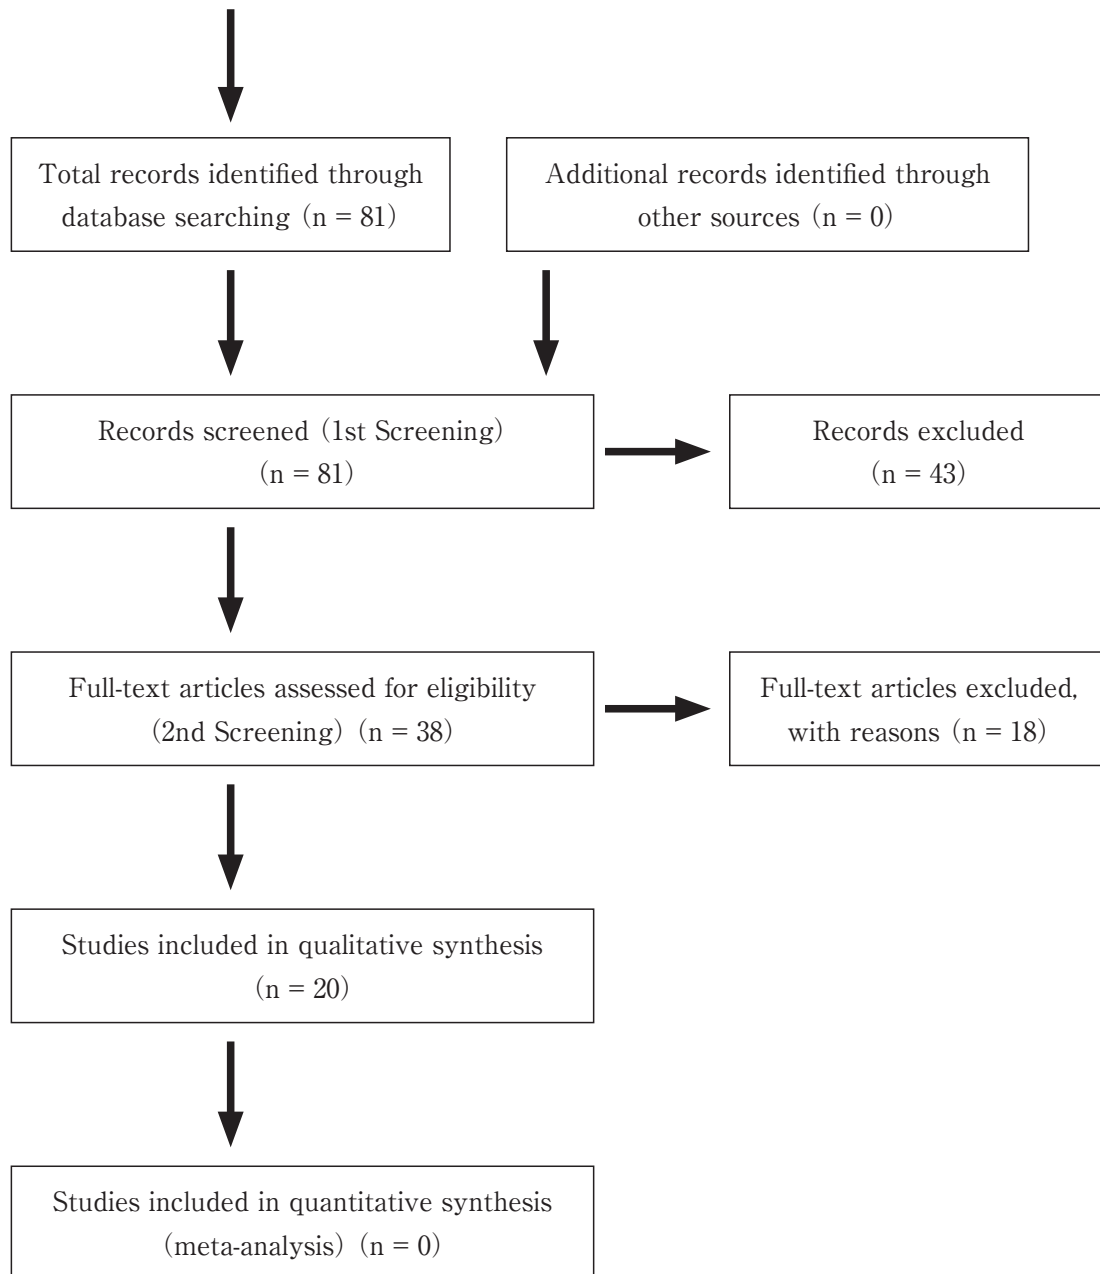 Total records identified through
database searching (n = 81)
Additional records identified through
other sources (n = 0)
Records screened (1st Screening)
(n = 81)
Records excluded
(n = 43)
Full-text articles assessed for eligibility
(2nd Screening) (n = 38)
Full-text articles excluded,
with reasons (n = 18)
Studies included in qualitative synthesis
(n = 20)
Studies included in quantitative synthesis
(meta-analysis) (n = 0)